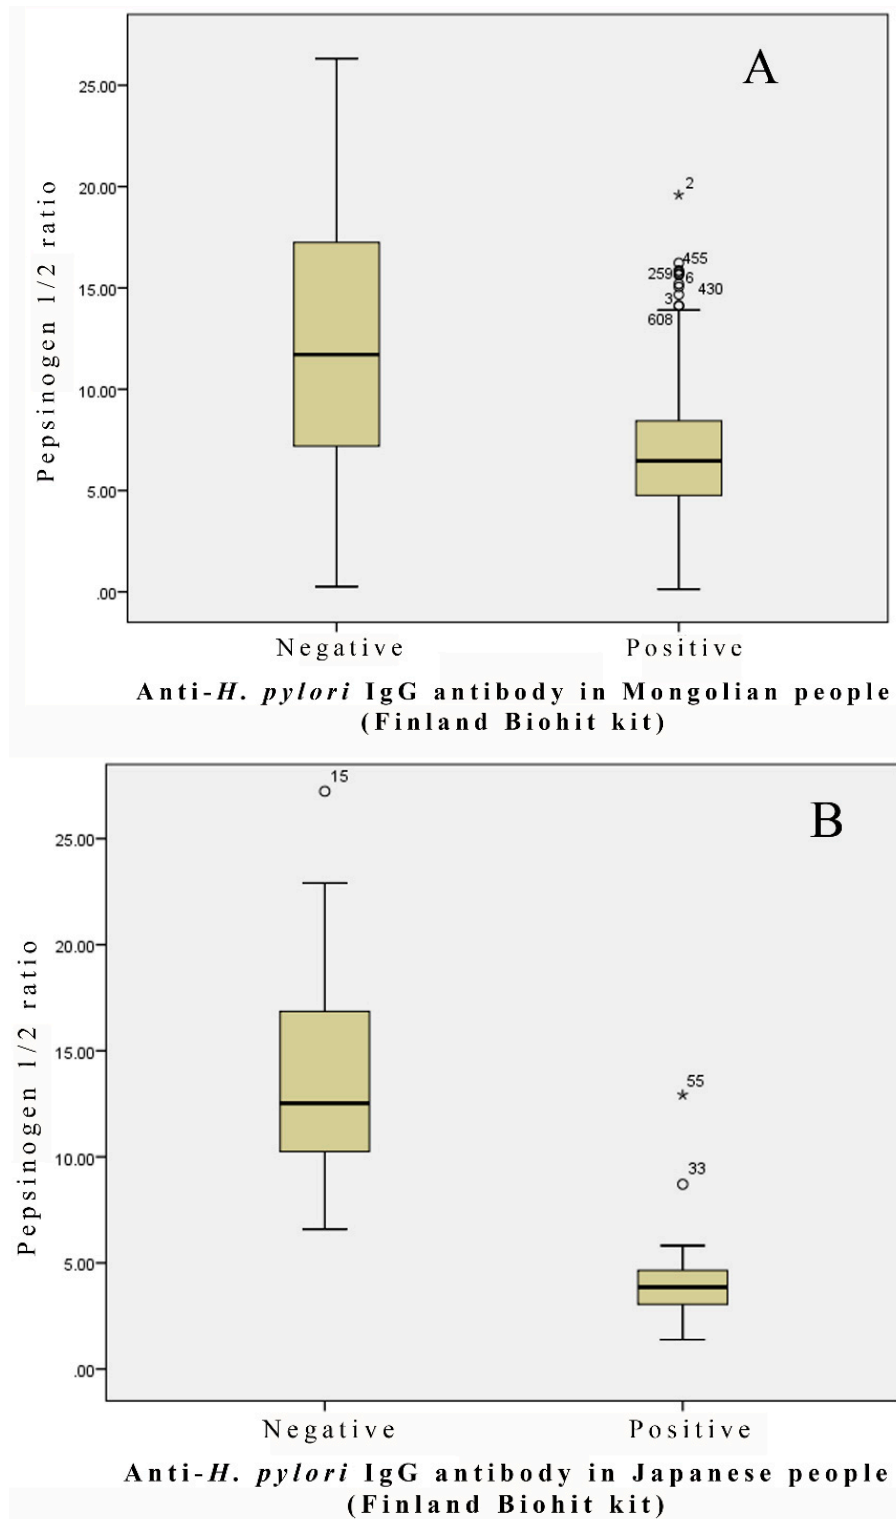 A
25.00
20.00
15.00
10.00
5.00
.00
Pepsinogen 1/2 ratio
2
455
259 6
430
3
608
Negative Positive
Anti-H. pylori IgG antibody in Mongolian people
(Finland Biohit kit)
B
25.00
20.00
15.00
10.00
5.00
.00
Pepsinogen 1/2 ratio
15
55
33
Negative Positive
Anti-H. pylori IgG antibody in Japanese people
(Finland Biohit kit)